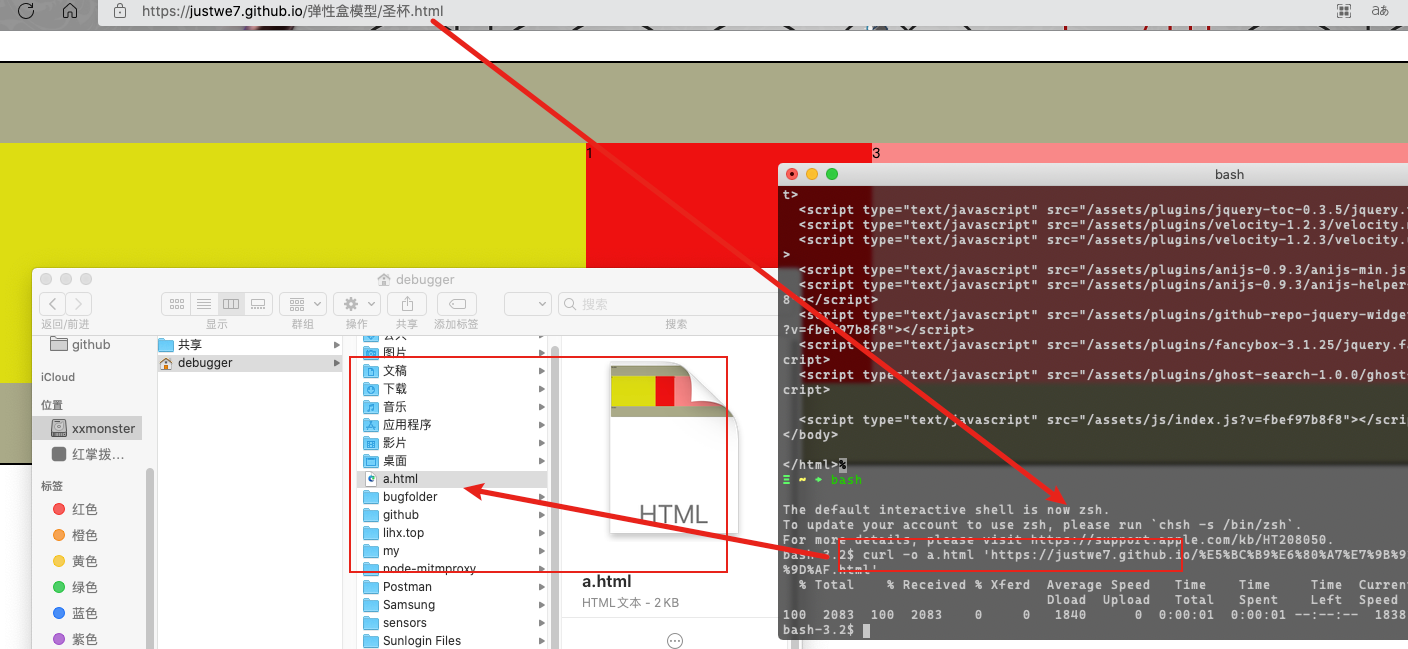 https://justwe7.github.io/弹性盒模型/圣杯.html
aあ
1
3
bash
t>
<script type="text/javascript" src="/assets/plugins/jquery-toc-0.3.5/jquery.
<script type="text/javascript" src="/assets/plugins/velocity-1.2.3/velocity.
<script type="text/javascript" src="/assets/plugins/velocity-1.2.3/velocity.
>
<script type="text/javascript" src="/assets/plugins/anijs-0.9.3/anijs-min.js
<script type="text/javascript" src="/assets/plugins/anijs-0.9.3/anijs-helper-
8"></script>
<script type="text/javascript" src="/assets/plugins/github-repo-jquery-widget
?v=fbef97b8f8"></script>
<script type="text/javascript" src="/assets/plugins/fancybox-3.1.25/jquery.fa
cript>
<script type="text/javascript" src="/assets/plugins/ghost-search-1.0.0/ghost-
cript>
<script type="text/javascript" src="/assets/js/index.js?v=fbef97b8f8"></scri
</body>
</html>%
~ bash
The default interactive shell is now zsh.
To update your account to use zsh, please run `chsh -s /bin/zsh`.
For more details, please visit https://support.apple.com/kb/HT208050.
bash-3.2$ curl -o a.html 'https://justwe7.github.io/%E5%BC%B9%E6%80%A7%E7%9B%9
%9D%AF.html'
% Total % Received % Xferd Average Speed Time Time Time Current
Dload Upload Total Spent Left Speed
100 2083 100 2083 0 0 1840 0 0:00:01 0:00:01 --:--:-- 1838
bash-3.2$
debugger
搜索
返回/前进 显示 群组 操作 共享 添加标签 搜索
github
iCloud
位置
xxmonster
红掌拨…
标签
红色
橙色
黄色
绿色
蓝色
紫色
共享
debugger
图片
文稿
下载
音乐
应用程序
影片
桌面
a.html
bugfolder
github
lihx.top
my
node-mitmproxy
Postman
Samsung
sensors
Sunlogin Files
HTML
a.html
HTML文本 - 2 KB